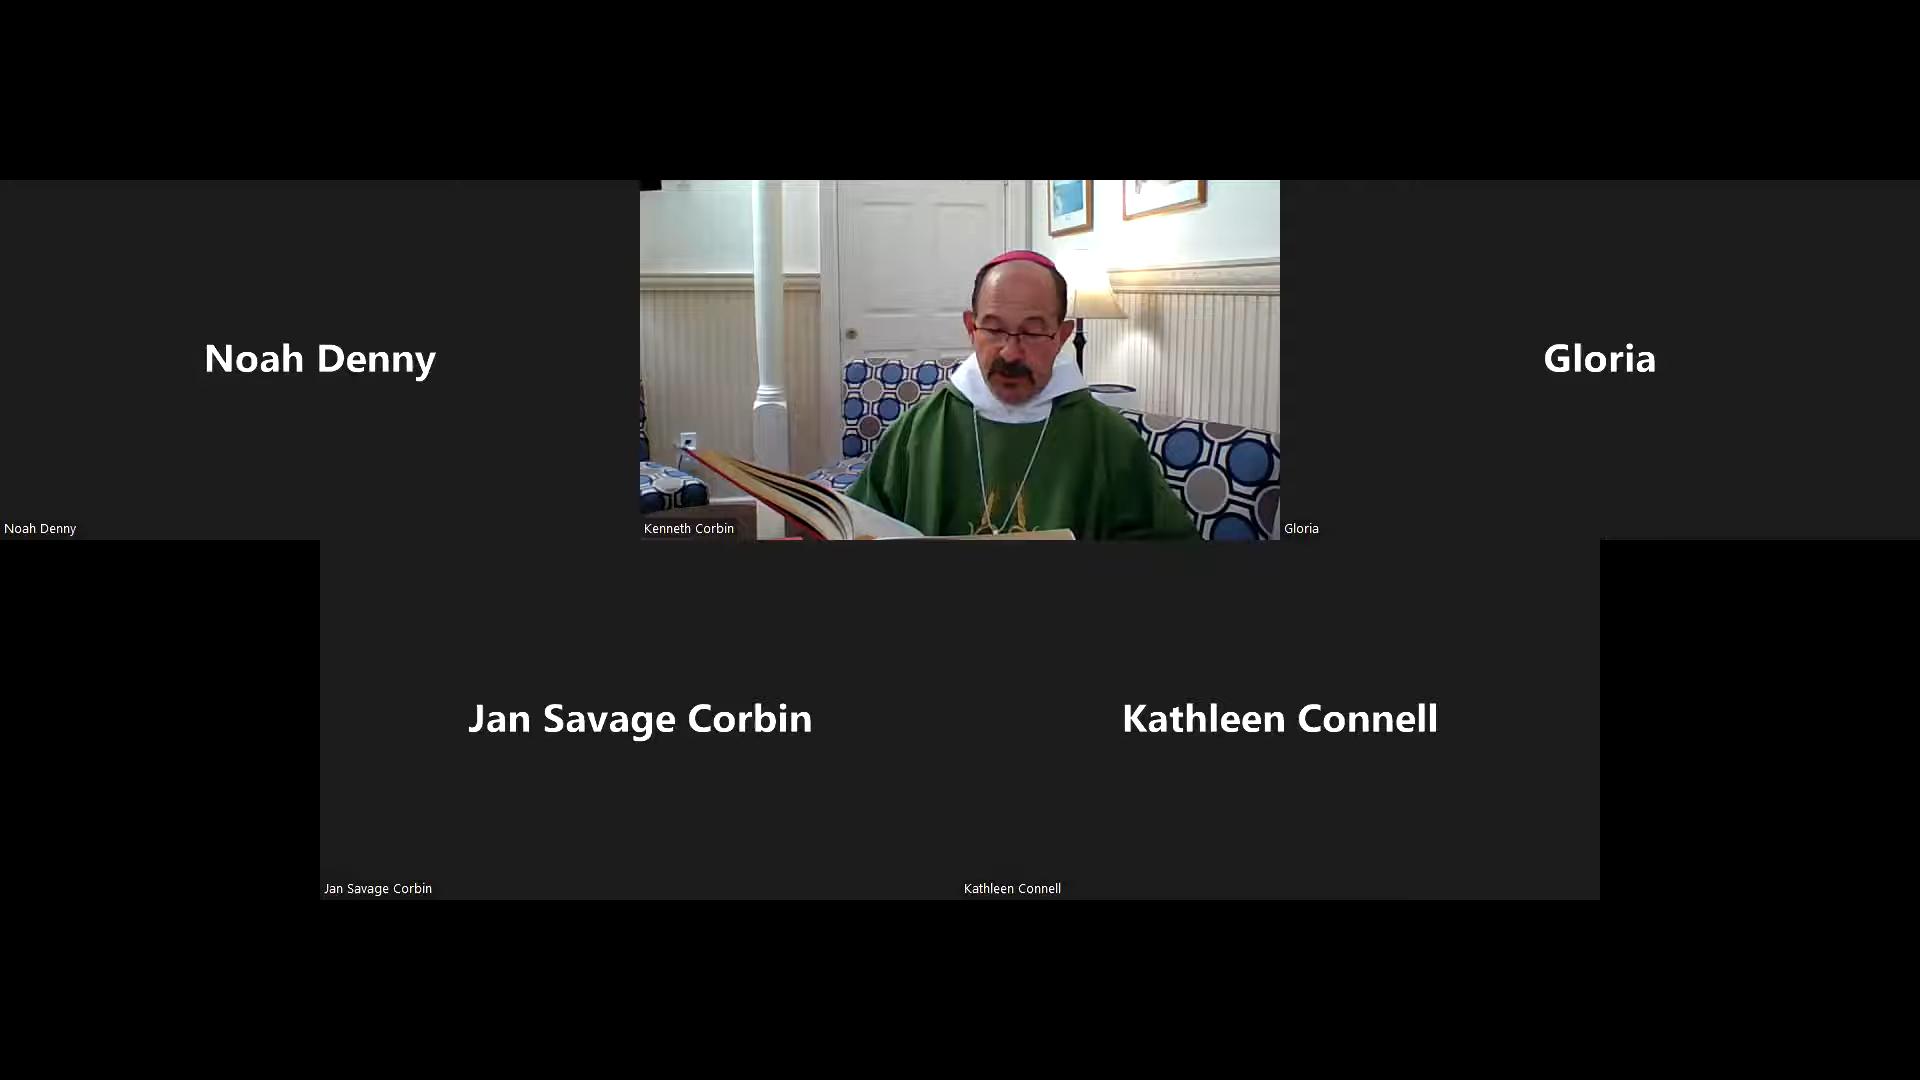 Noah Denny
Gloria
Noah Denny
Kenneth Corbin
Gloria
Jan Savage Corbin
Kathleen Connell
Jan Savage Corbin
Kathleen Connell